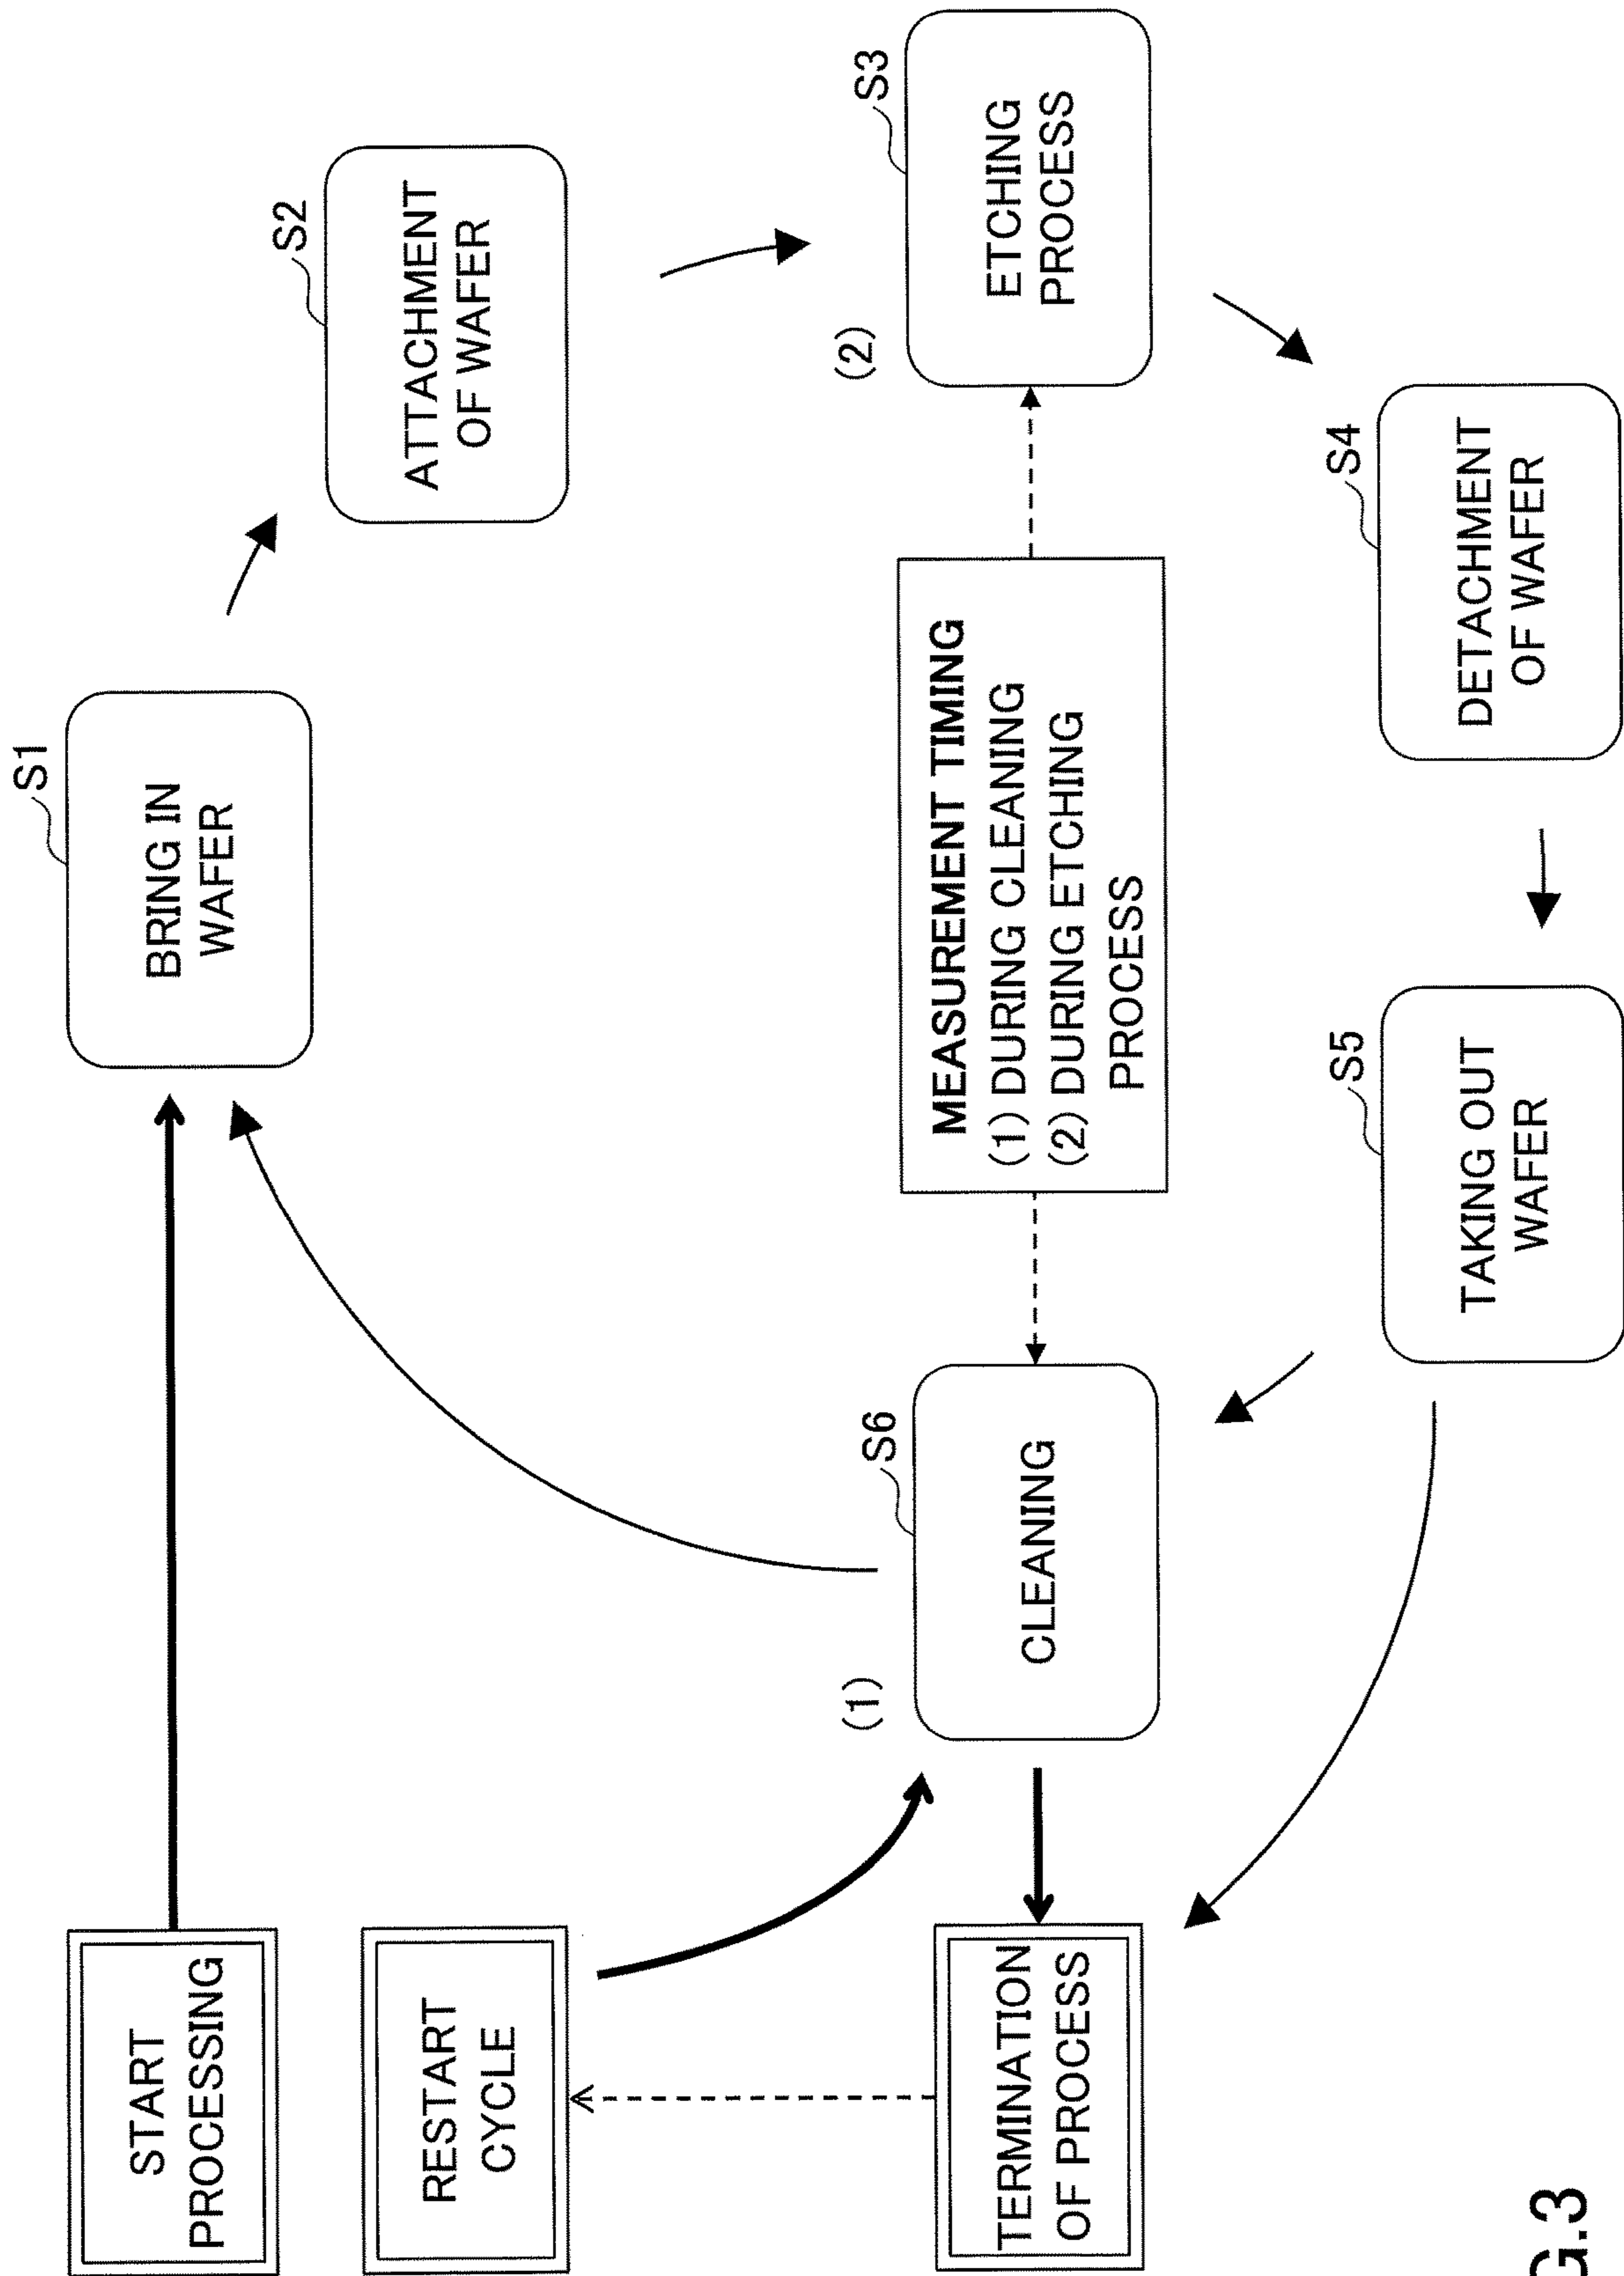 START
PROCESSING
S1
BRING IN
WAFER
S2
ATTACHMENT
OF WAFER
RESTART
CYCLE
(1)
S6
CLEANING
MEASUREMENT TIMING
(1) DURING CLEANING
(2) DURING ETCHING
PROCESS
(2)
S3
ETCHING
PROCESS
TERMINATION
OF PROCESS
S5
TAKING OUT
WAFER
S4
DETACHMENT
OF WAFER
G.3